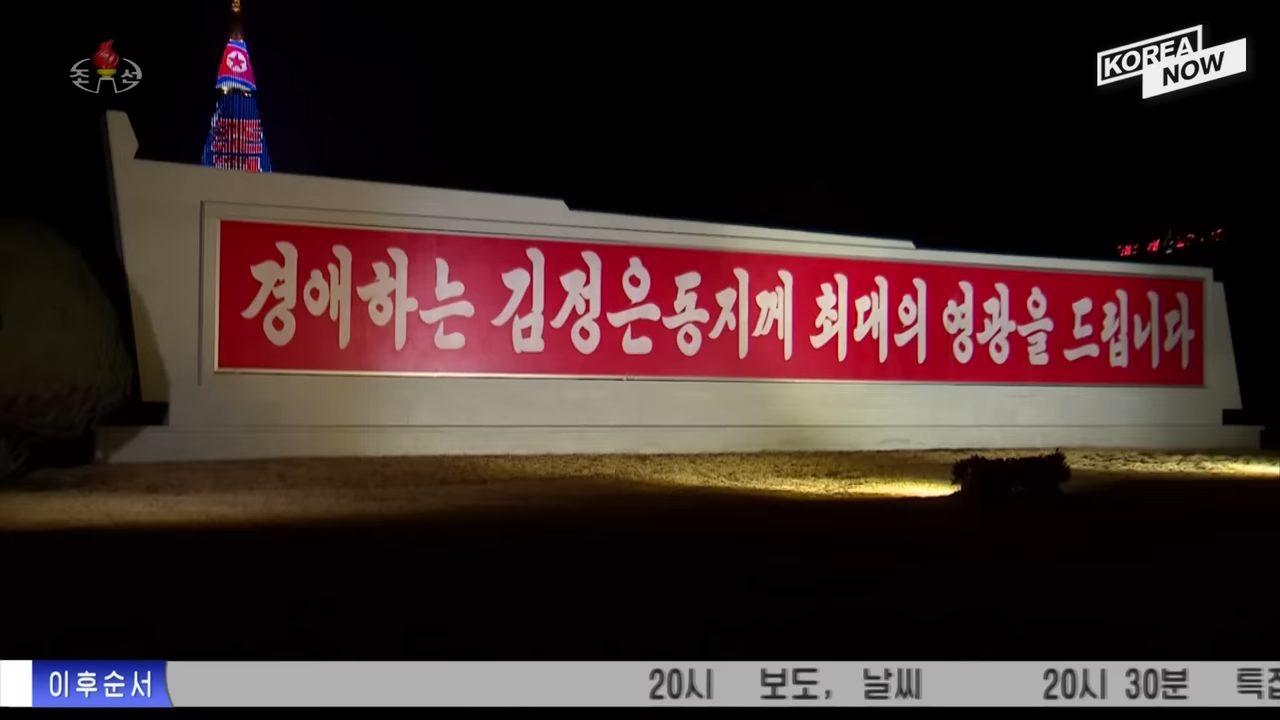 조선
KOREA
NOW
경애하는 김정은동지께 최대의 영광을 드립니다
이후순서
20시 보도, 날씨 20시 30분